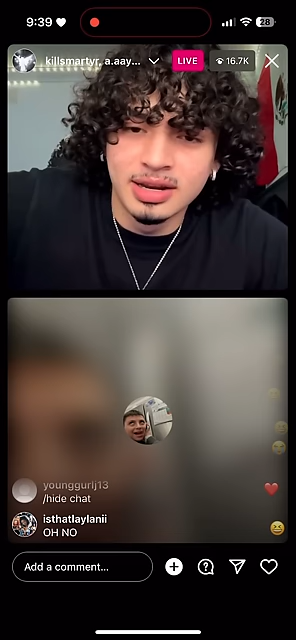 9:39
28
killsmartyr, a.aay...
LIVE
16.7K
younggurlj13
/hide chat
isthatlaylanii
OH NO
Add a comment...